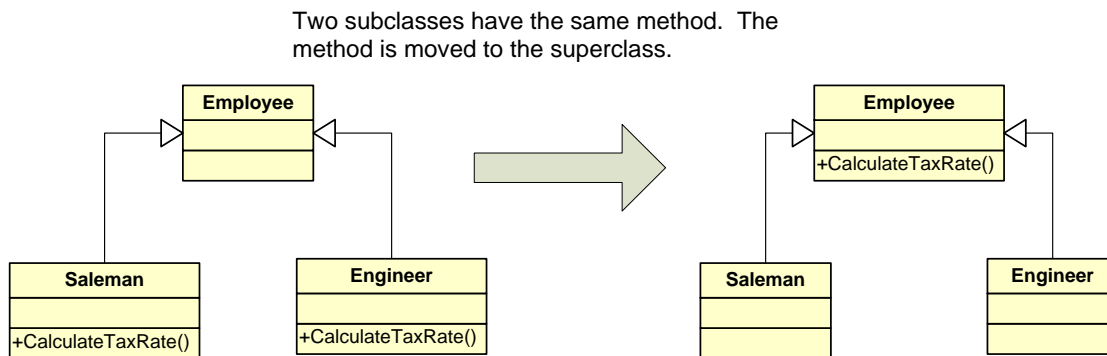 Two subclasses have the same method.  The
method is moved to the superclass.
Employee
Saleman
+CalculateTaxRate()
Engineer
+CalculateTaxRate()
Employee
+CalculateTaxRate()
Saleman
Engineer